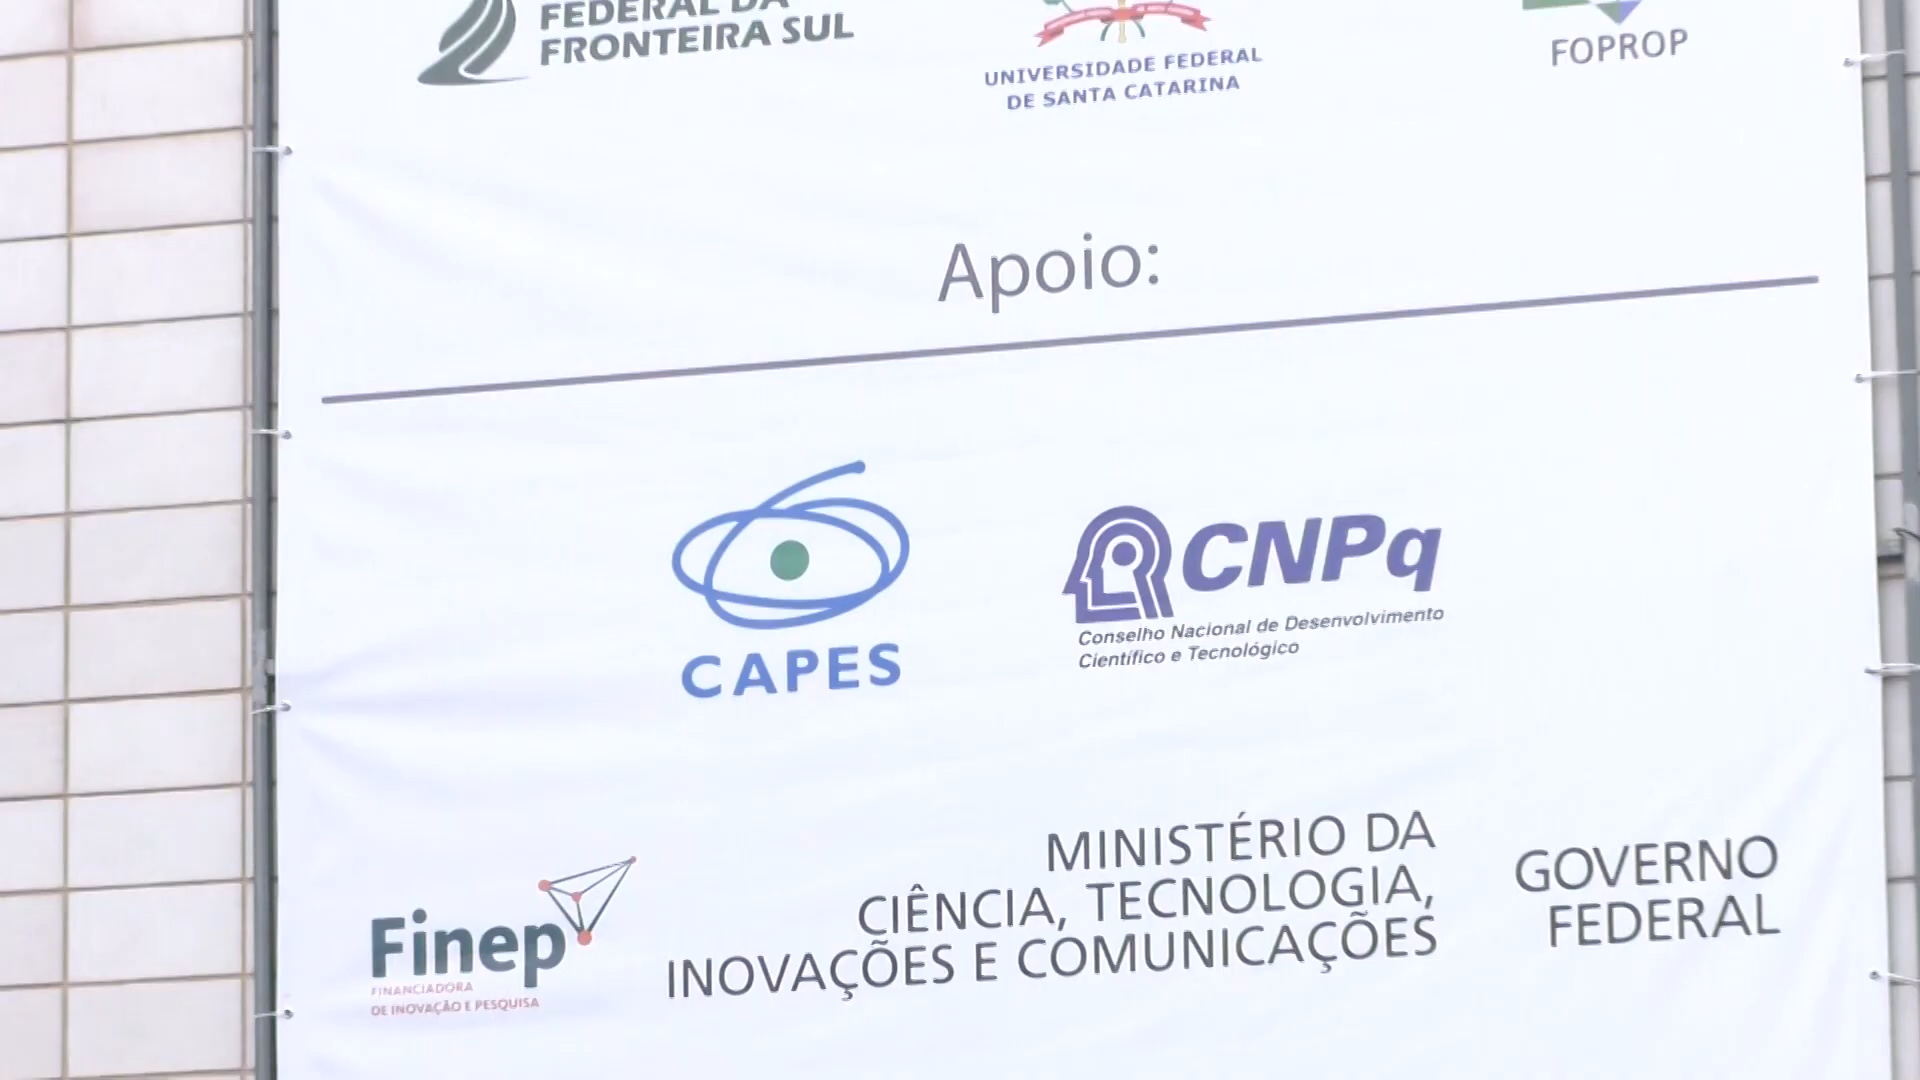 FEDERAL DA
FRONTEIRA SUL
UNIVERSIDADE FEDERAL
DE SANTA CATARINA
FOPROP
Apoio:
CAPES
CNPq
Conselho Nacional de Desenvolvimento
Científico e Tecnológico
Finep
FINANCIADORA
DE INOVAÇÃO E PESQUISA
MINISTÉRIO DA
CIÊNCIA, TECNOLOGIA,
INOVAÇÕES E COMUNICAÇÕES
GOVERNO
FEDERAL